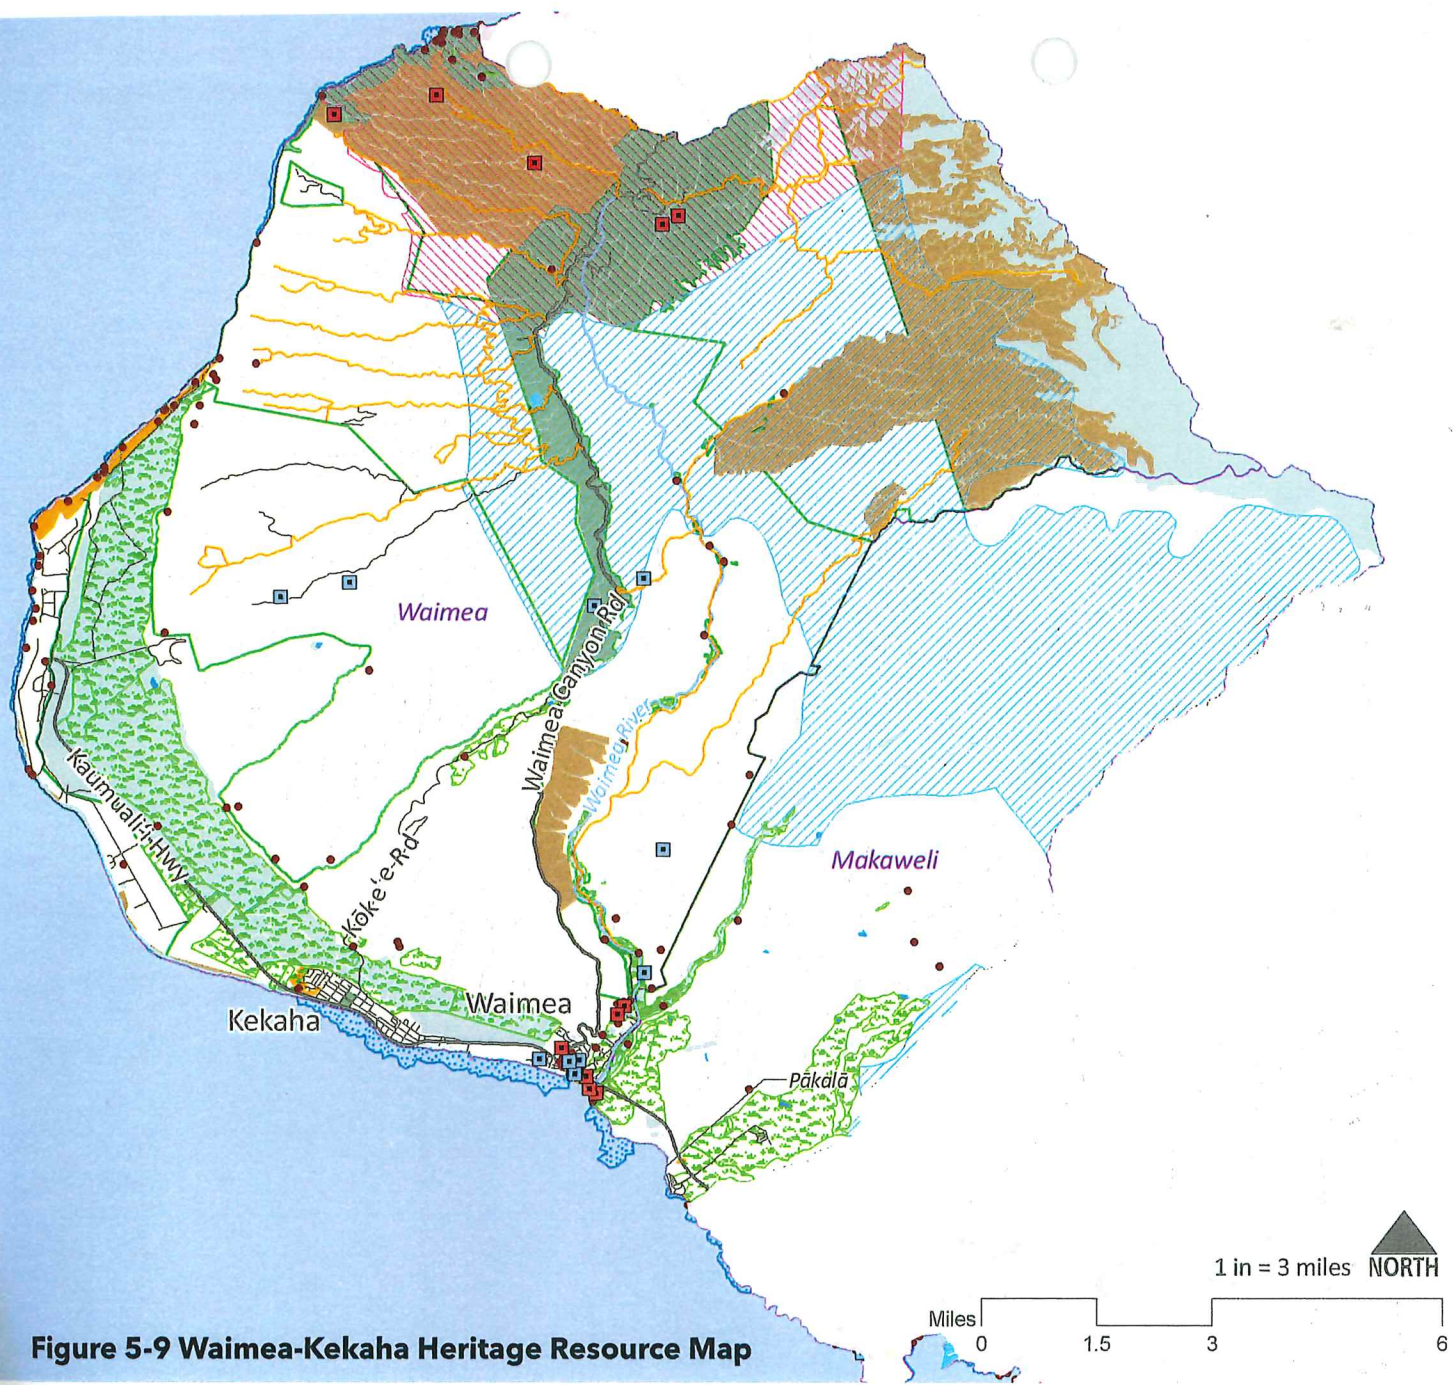 Waimea
Waimea Canyon Rd
Waimea River
Kaumuali'i Hwy
Kōke'e Rd
Makaweli
Waimea
Kekaha
Pākalā
1 in = 3 miles NORTH
Miles
0 1.5 3 6
Figure 5-9 Waimea-Kekaha Heritage Resource Map